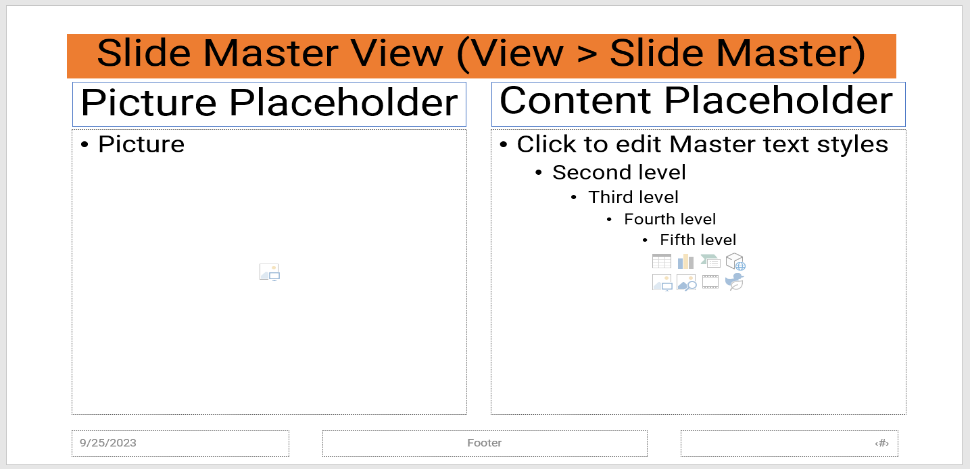 Slide Master View (View > Slide Master)
Picture Placeholder
• Picture
Content Placeholder
• Click to edit Master text styles
• Second level
• Third level
• Fourth level
• Fifth level
9/25/2023
Footer
‹#›